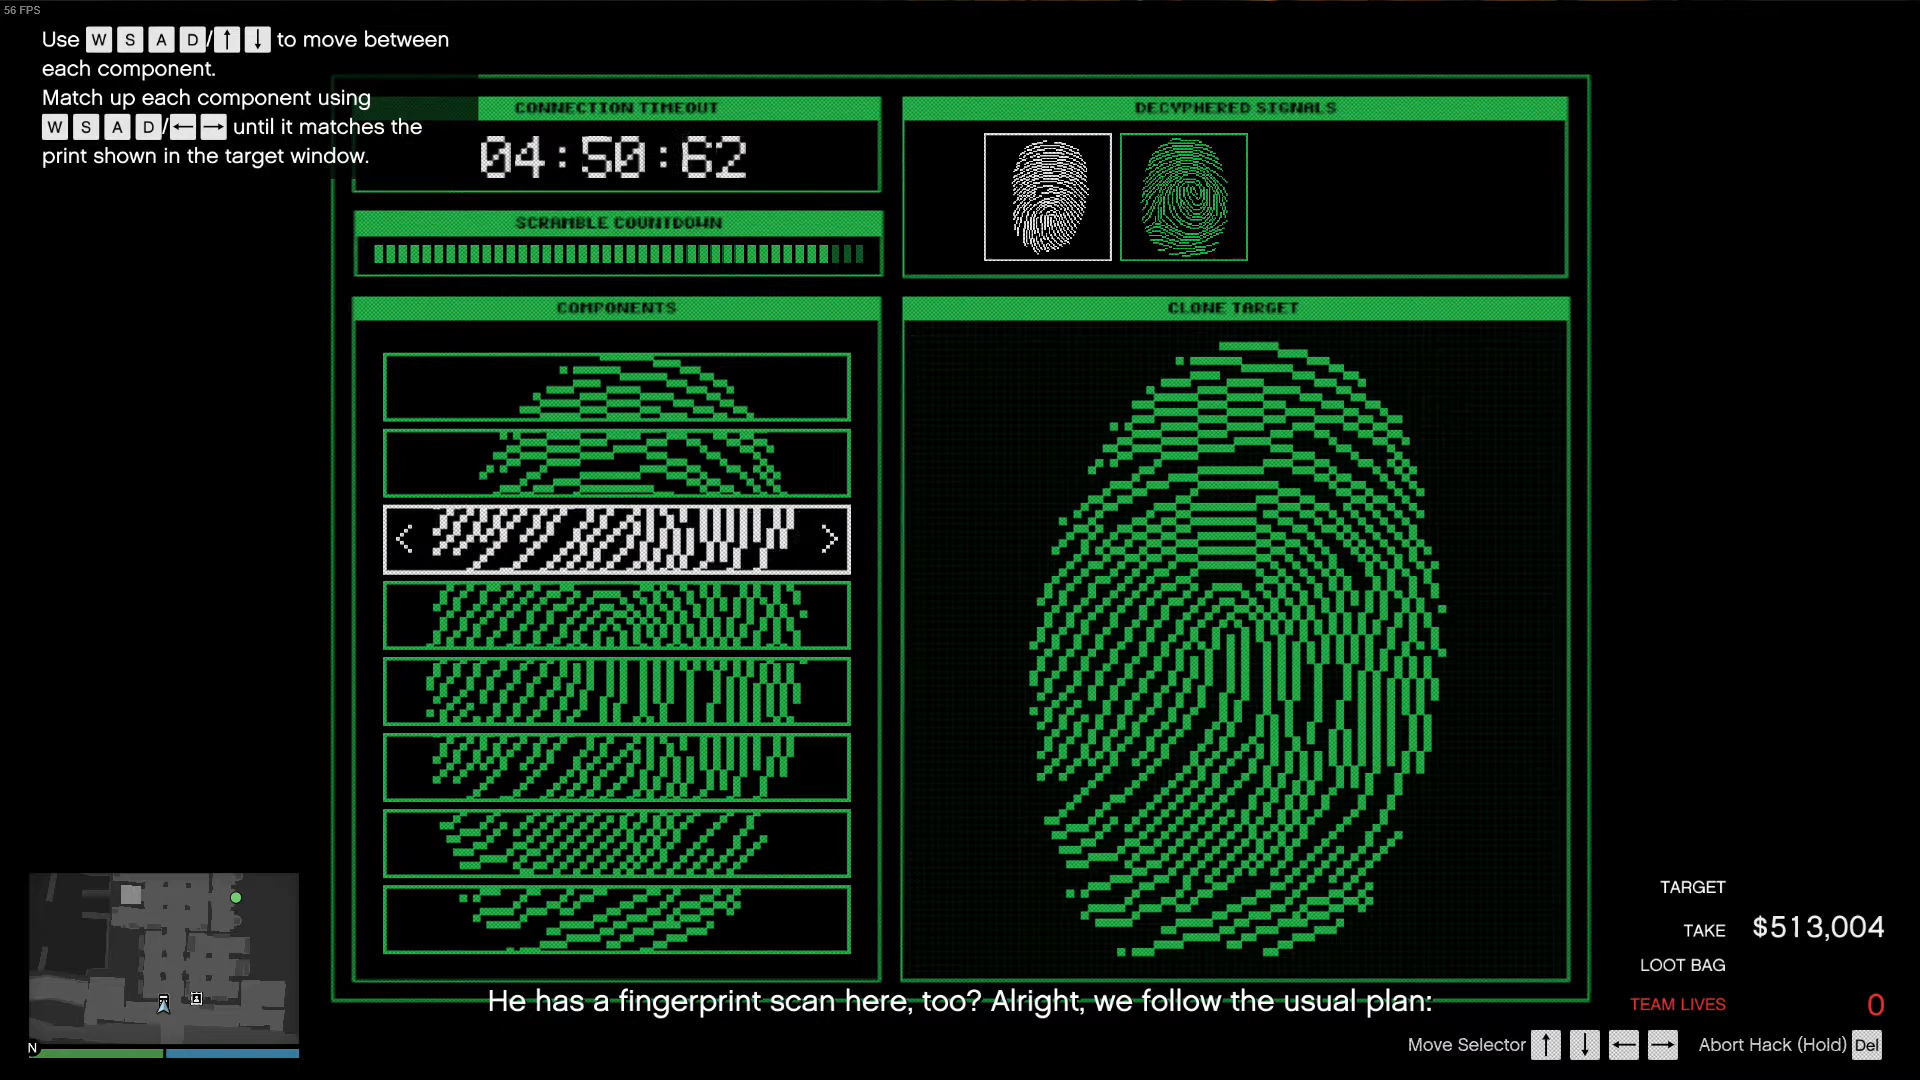 56 FPS
Use W S A D/↑ ↓ to move between
each component.
Match up each component using
W S A D/← → until it matches the
print shown in the target window.
CONNECTION TIMEOUT
04:50:62
SCRAMBLE COUNTDOWN
DECYPHERED SIGNALS
COMPONENTS
CLONE TARGET
TARGET
TAKE $513,004
LOOT BAG
TEAM LIVES 0
He has a fingerprint scan here, too? Alright, we follow the usual plan:
Move Selector ↑ ↓ ← → Abort Hack (Hold) Del
N